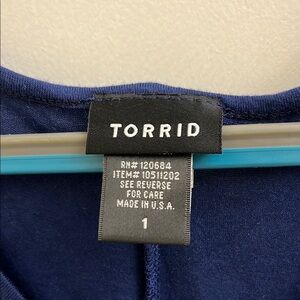 TORRID
RN# 120684
ITEM# 10511202
SEE REVERSE
FOR CARE
MADE IN U.S.A.
1